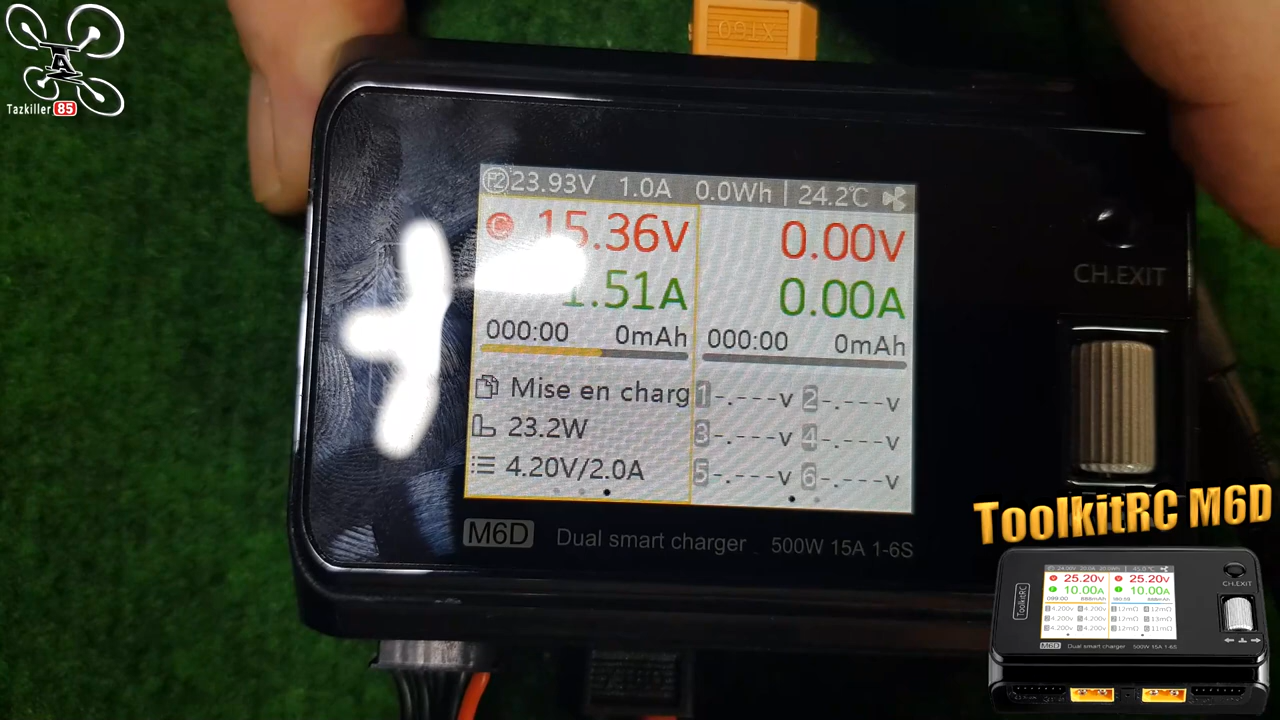 Tazkiller 85
XT60
P2 23.93V 1.0A 0.0Wh | 24.2℃
C 15.36V 0.00V
1.51A 0.00A
000:00 0mAh 000:00 0mAh
Mise en charg 1 -.---v 2 -.---v
23.2W 3 -.---v 4 -.---v
4.20V/2.0A 5 -.---v 6 -.---v
CH.EXIT
M6D Dual smart charger 500W 15A 1-6S
ToolkitRC M6D
25.20V 25.20V
10.00A 10.00A
CH.EXIT
ToolkitRC
M6D Dual smart charger 500W 15A 1-6S